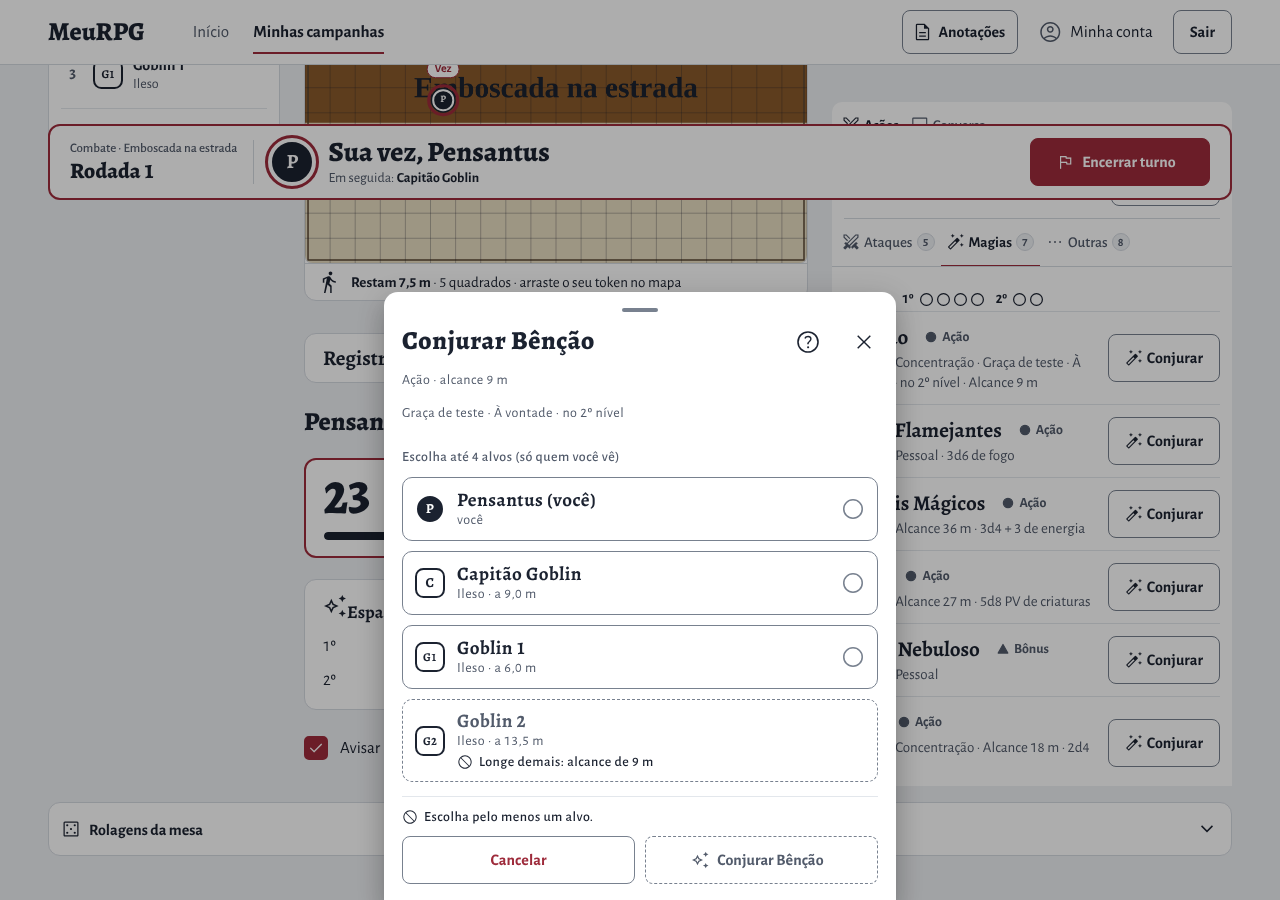 MeuRPG
Início
Minhas campanhas
Anotações
Minha conta
Sair
3
G1
Goblin 1
Ileso
Vez
P
Emboscada na estrada
Ações
Conversa
Combate · Emboscada na estrada
Rodada 1
P
Sua vez, Pensantus
Em seguida: Capitão Goblin
Encerrar turno
Ataques 5
Magias 7
Outras 8
Restam 7,5 m · 5 quadrados · arraste o seu token no mapa
1º
2º
Registr
Pensan
23
Espa
1º
2º
Avisar
Conjurar Bênção
Ação · alcance 9 m
Graça de teste · À vontade · no 2º nível
Escolha até 4 alvos (só quem você vê)
P
Pensantus (você)
você
C
Capitão Goblin
Ileso · a 9,0 m
G1
Goblin 1
Ileso · a 6,0 m
G2
Goblin 2
Ileso · a 13,5 m
Longe demais: alcance de 9 m
Escolha pelo menos um alvo.
Cancelar
Conjurar Bênção
o
Ação
Concentração · Graça de teste · À
no 2º nível · Alcance 9 m
Conjurar
Flamejantes
Ação
Pessoal · 3d6 de fogo
Conjurar
is Mágicos
Ação
Alcance 36 m · 3d4 + 3 de energia
Conjurar
Ação
Alcance 27 m · 5d8 PV de criaturas
Conjurar
Nebuloso
Bônus
Pessoal
Conjurar
Ação
Concentração · Alcance 18 m · 2d4
Conjurar
Rolagens da mesa